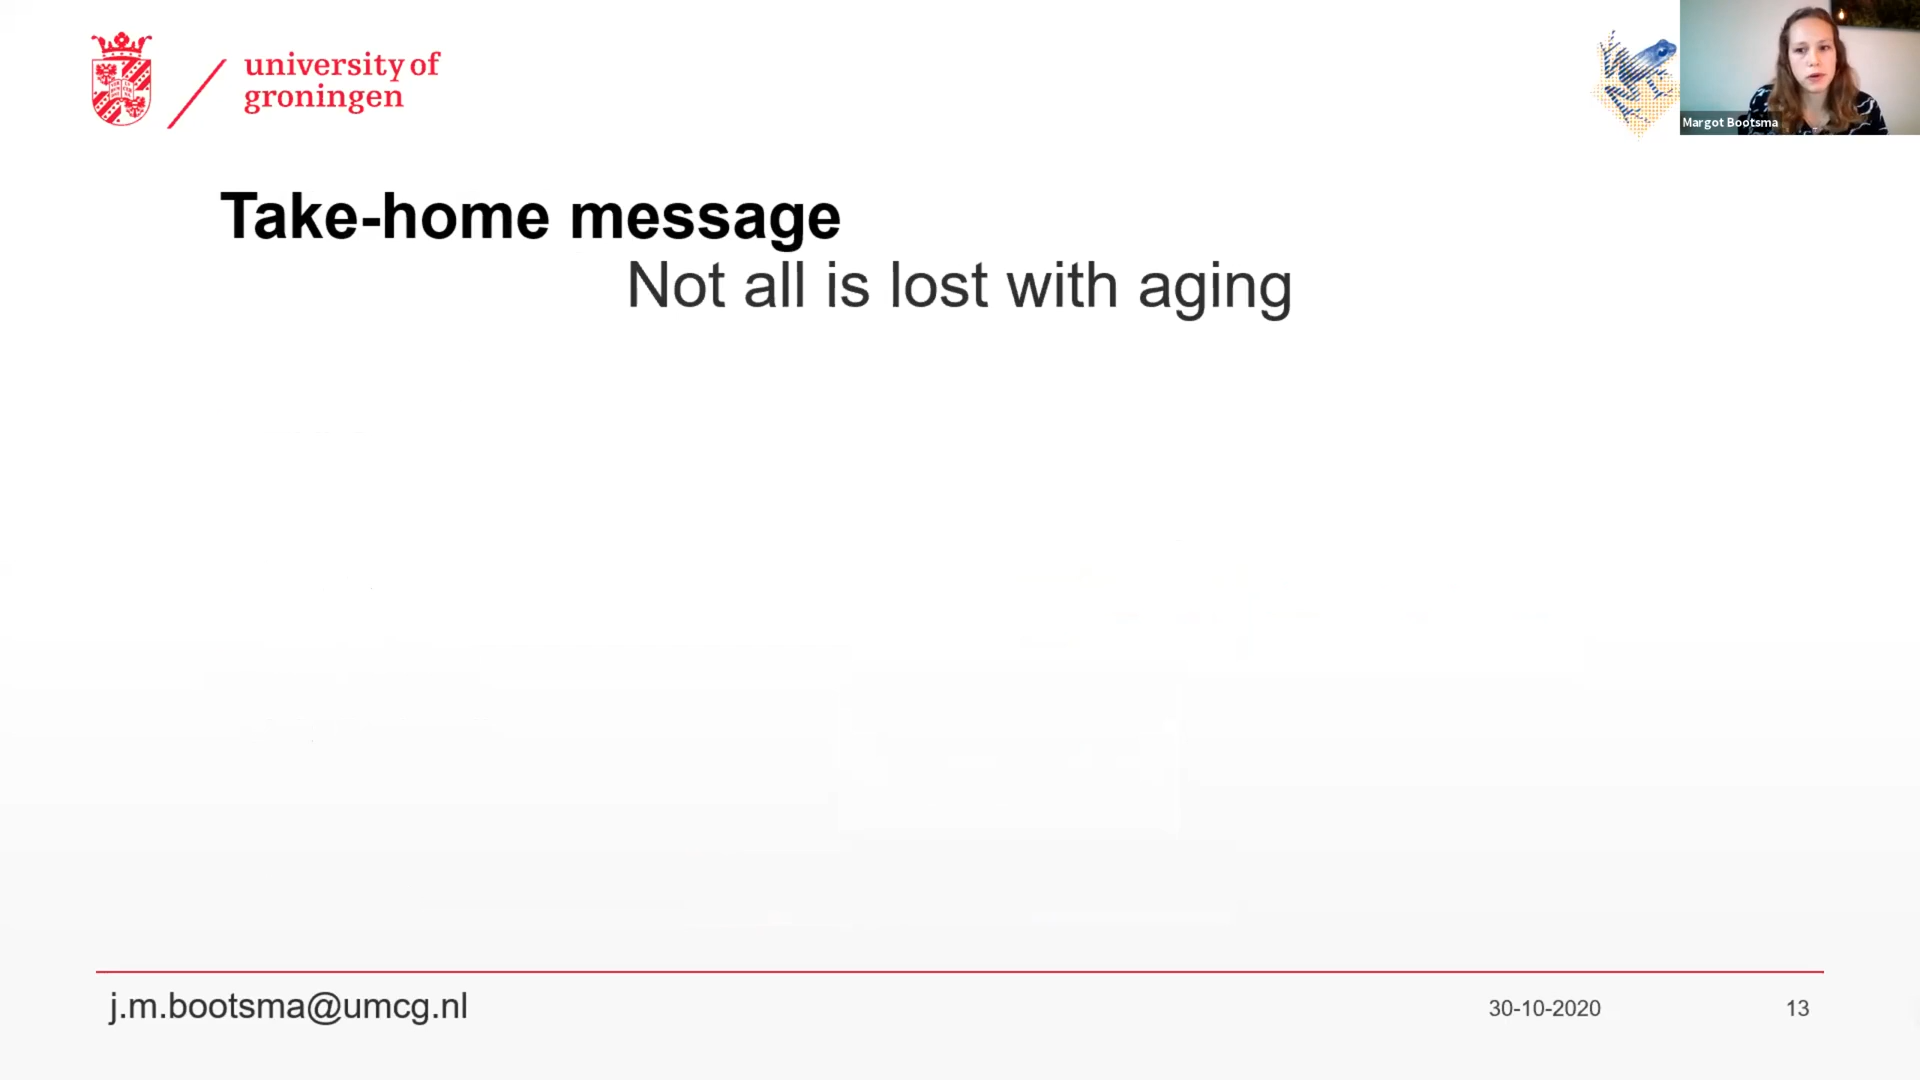 university of
groningen
Margot Bootsma
Take-home message
Not all is lost with aging
j.m.bootsma@umcg.nl
30-10-2020
13